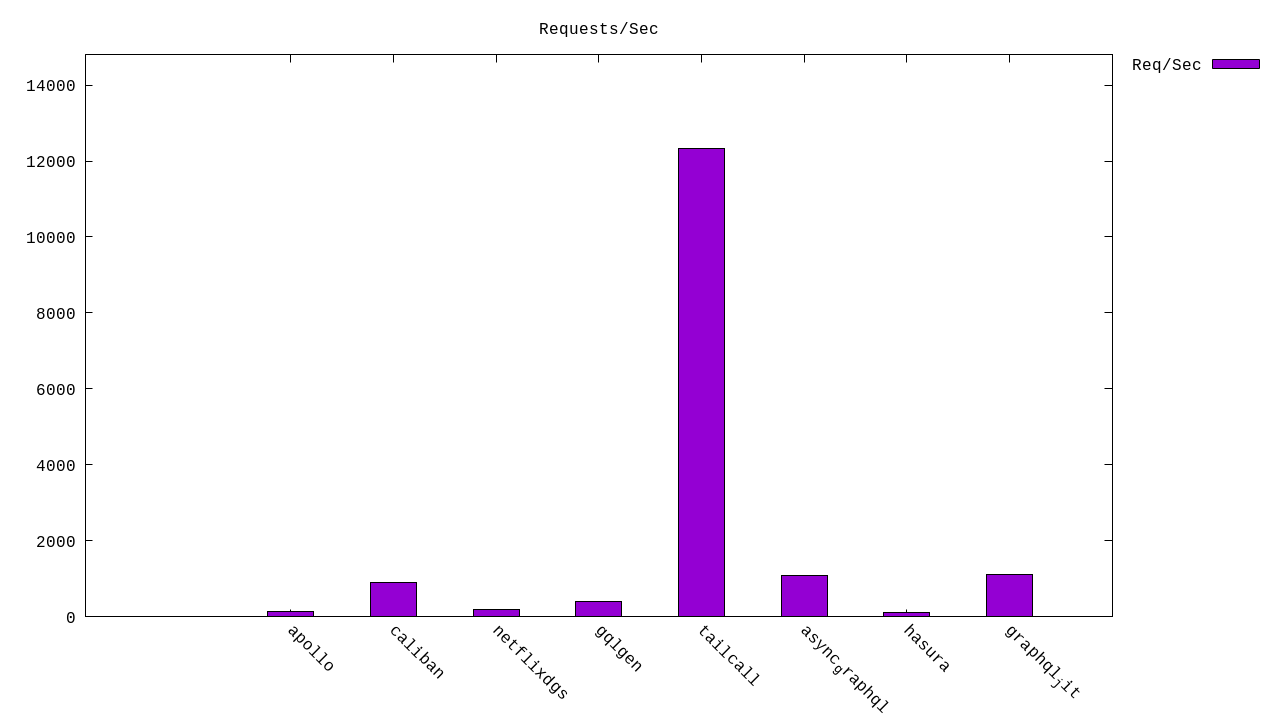 Requests/Sec
Req/Sec
14000
12000
10000
8000
6000
4000
2000
0
apollo
caliban
netflixdgs
gqlgen
tailcall
async_graphql
hasura
graphql_jit